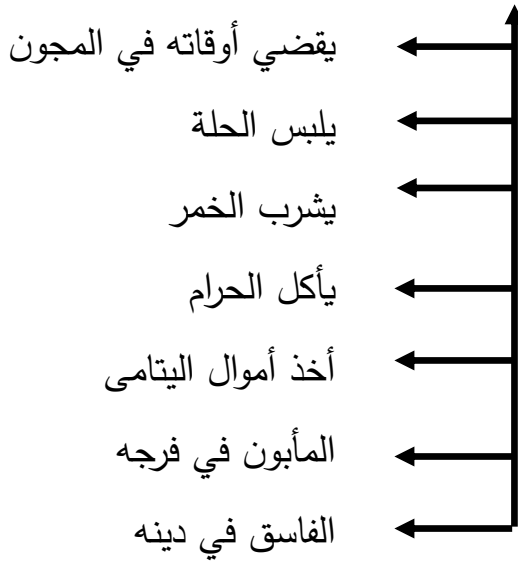 يقضي أوقاته في المجون
يلبس الحلة
يشرب الخمر
يأكل الحرام
أخذ أموال اليتامى
المأبون في فرجه
الفاسق في دينه